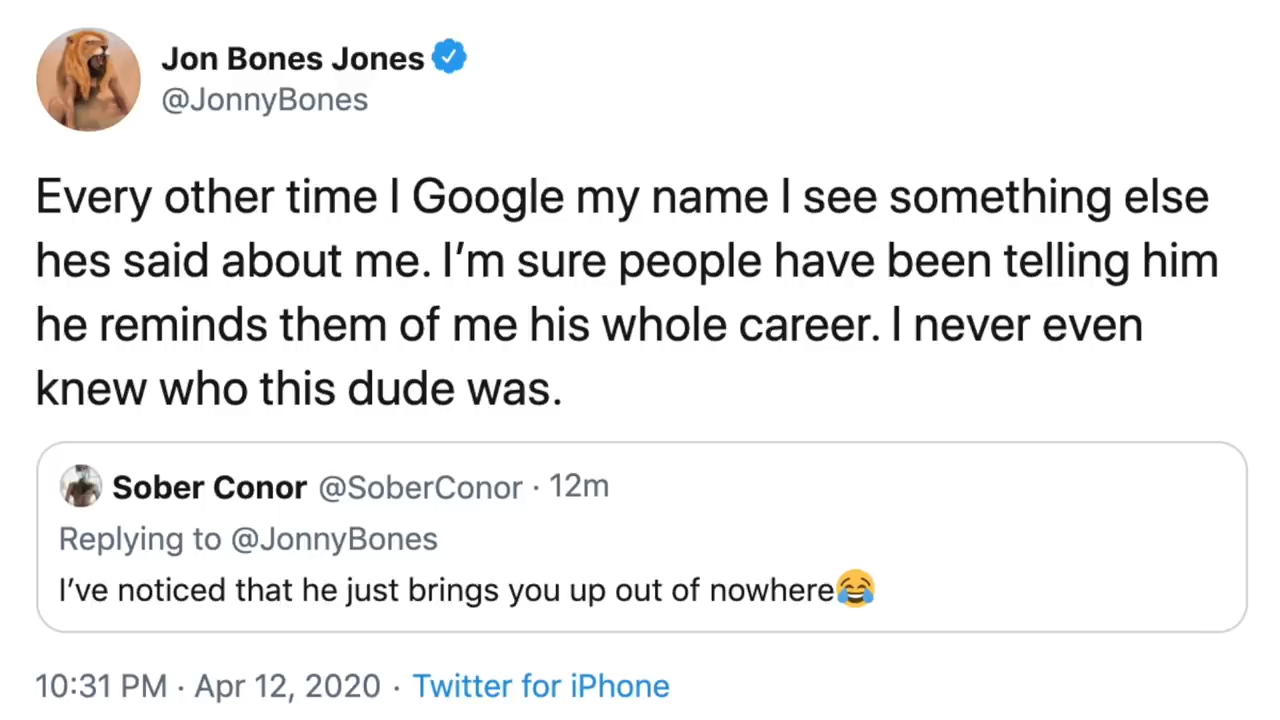 Jon Bones Jones
@JonnyBones
Every other time I Google my name I see something else
hes said about me. I’m sure people have been telling him
he reminds them of me his whole career. I never even
knew who this dude was.
Sober Conor @SoberConor · 12m
Replying to @JonnyBones
I’ve noticed that he just brings you up out of nowhere😂
10:31 PM · Apr 12, 2020 · Twitter for iPhone